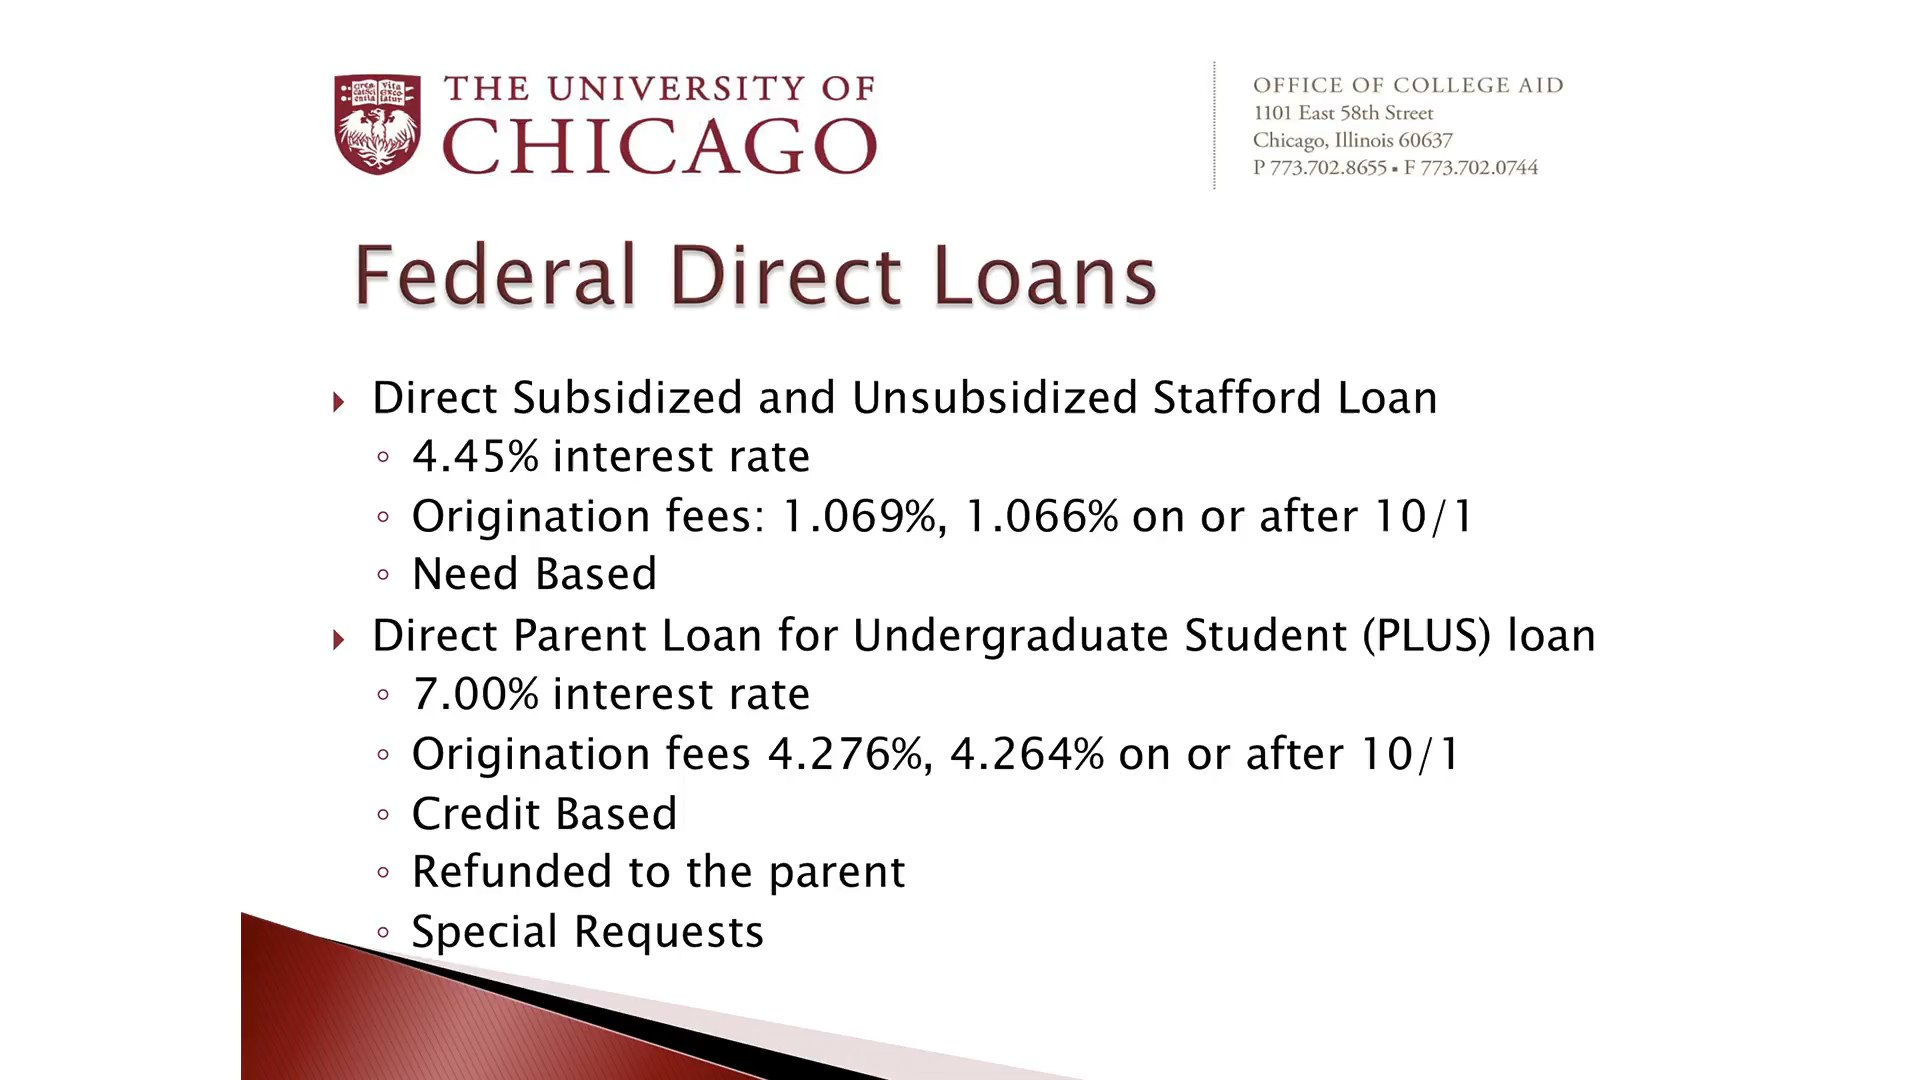 THE UNIVERSITY OF
CHICAGO
OFFICE OF COLLEGE AID
1101 East 58th Street
Chicago, Illinois 60637
P 773.702.8655 ▪ F 773.702.0744
Federal Direct Loans
Direct Subsidized and Unsubsidized Stafford Loan
4.45% interest rate
Origination fees: 1.069%, 1.066% on or after 10/1
Need Based
Direct Parent Loan for Undergraduate Student (PLUS) loan
7.00% interest rate
Origination fees 4.276%, 4.264% on or after 10/1
Credit Based
Refunded to the parent
Special Requests